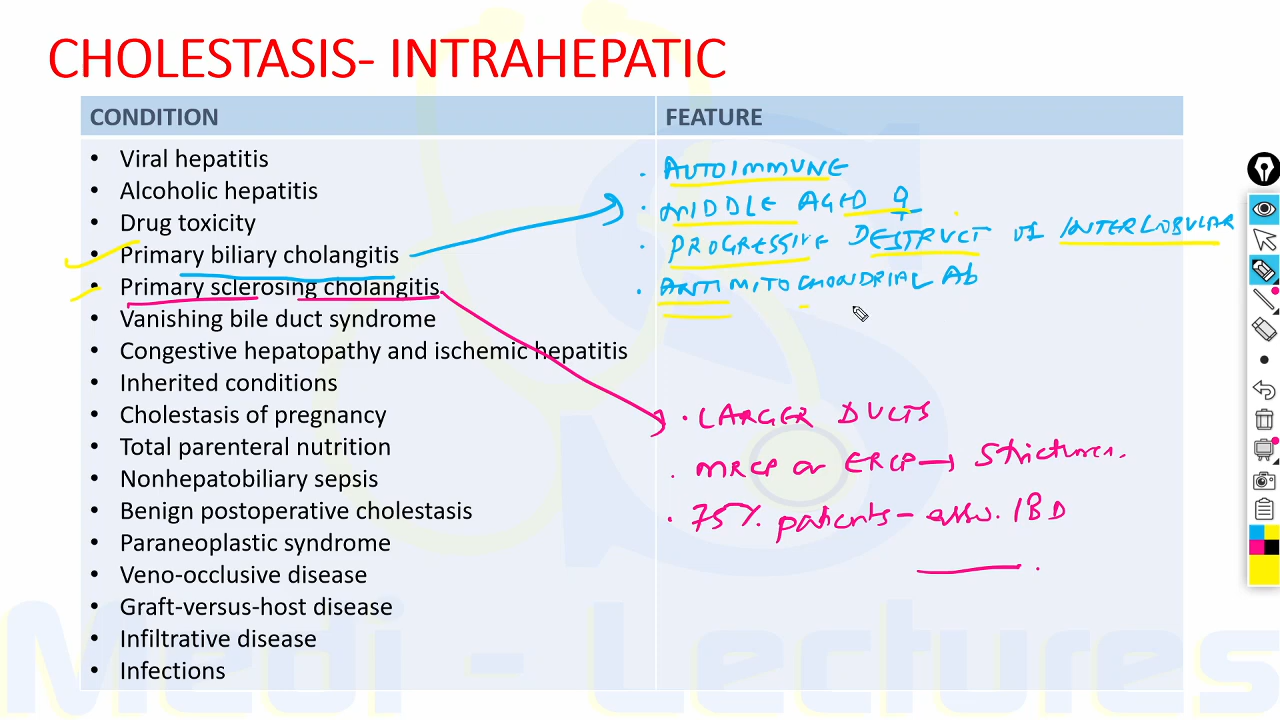 CHOLESTASIS- INTRAHEPATIC
CONDITION
FEATURE
• Viral hepatitis
• Alcoholic hepatitis
• Drug toxicity
• Primary biliary cholangitis
• Primary sclerosing cholangitis
• Vanishing bile duct syndrome
• Congestive hepatopathy and ischemic hepatitis
• Inherited conditions
• Cholestasis of pregnancy
• Total parenteral nutrition
• Nonhepatobiliary sepsis
• Benign postoperative cholestasis
• Paraneoplastic syndrome
• Veno-occlusive disease
• Graft-versus-host disease
• Infiltrative disease
• Infections
• AUTOIMMUNE
• MIDDLE AGED ♀
• PROGRESSIVE DESTRUCT of INTERLOBULAR
• ANTIMITOCHONDRIAL Ab
• LARGER DUCTS
• MRCP or ERCP → Strictures.
• 75% patients - assо. IBD
Medi - Lectures